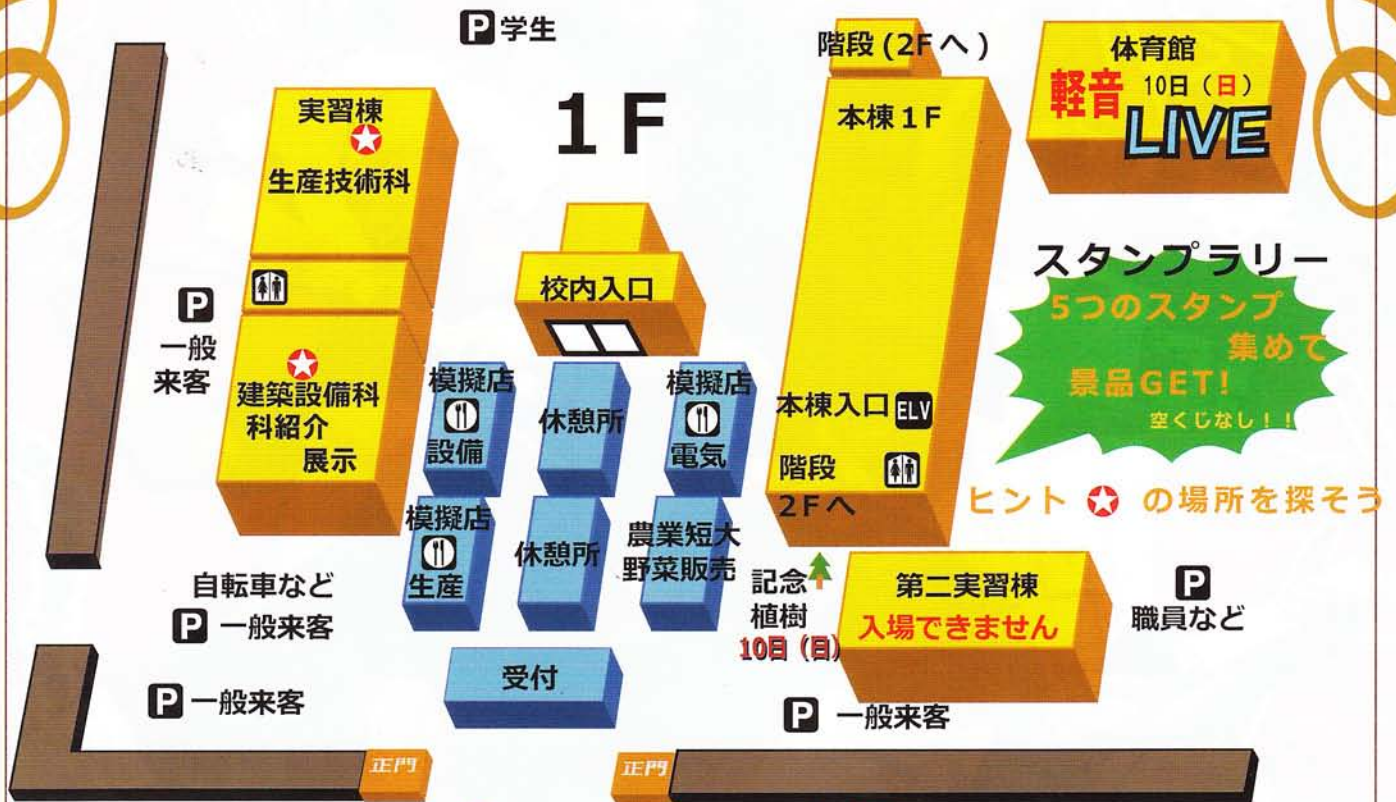 P 学生
階段(2Fへ)
体育館
軽音 10日(日)
LIVE
実習棟
生産技術科
1F
本棟1F
校内入口
スタンプラリー
5つのスタンプ
集めて
景品GET!
空くじなし!!
ヒント ★ の場所を探そう
P
一般
来客
建築設備科
科紹介
展示
模擬店
設備
休憩所
模擬店
電気
本棟入口 ELV
階段
2Fへ
模擬店
生産
休憩所
農業短大
野菜販売
記念
植樹
10日(日)
第二実習棟
入場できません
P
職員など
自転車など
P 一般来客
P 一般来客
受付
P 一般来客
正門
正門